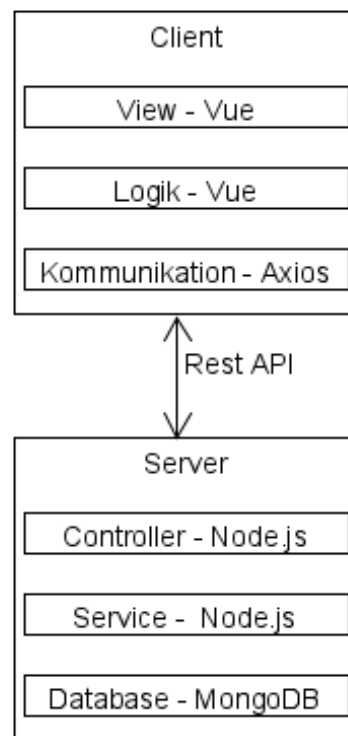 Client
View - Vue
Logik - Vue
Kommunikation - Axios
Rest API
Server
Controller - Node.js
Service - Node.js
Database - MongoDB